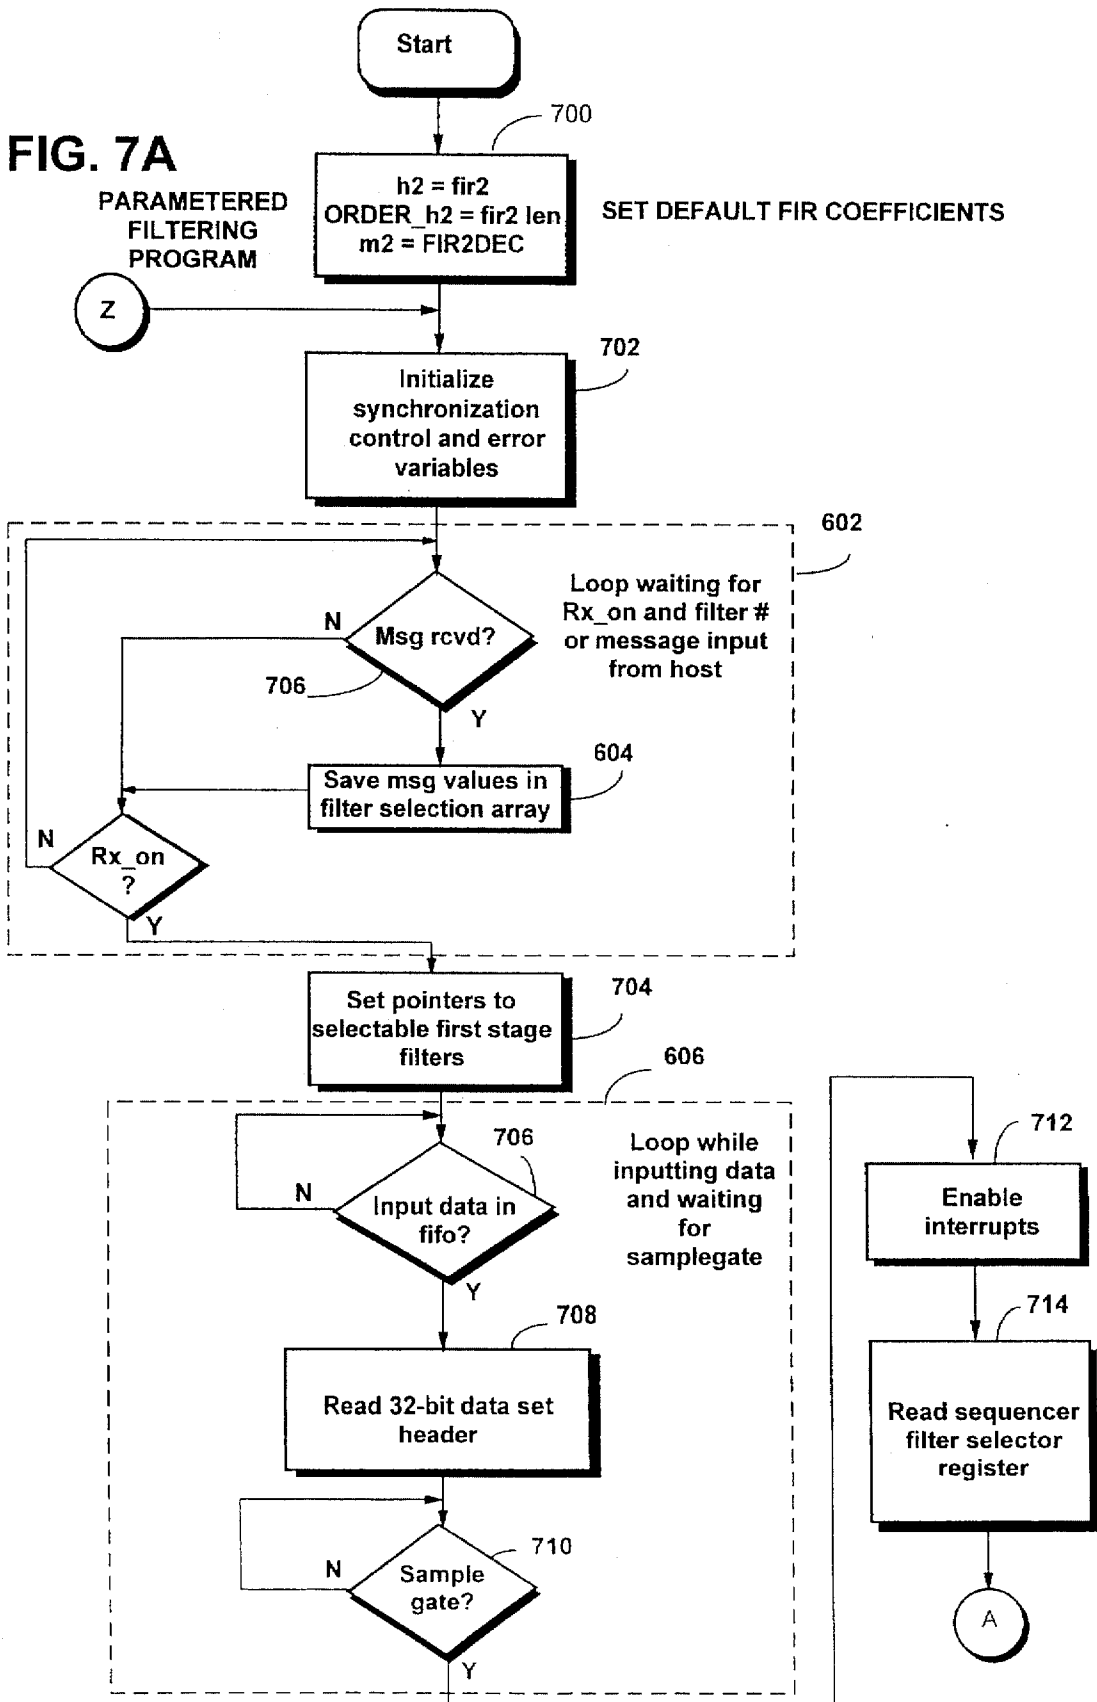 Start
700
FIG. 7A
h2 = fir2
ORDER_h2 = fir2 len
m2 = FIR2DEC
PARAMETERED
FILTERING
PROGRAM
SET DEFAULT FIR COEFFICIENTS
Z
702
Initialize
synchronization
control and error
variables
602
Loop waiting for
Rx_on and filter #
or message input
from host
N
Msg rcvd?
706
Y
604
Save msg values in
filter selection array
N
Rx_on
?
Y
704
Set pointers to
selectable first stage
filters
606
706
Loop while
inputting data
and waiting
for
samplegate
N
Input data in
fifo?
Y
708
Read 32-bit data set
header
710
N
Sample
gate?
Y
712
Enable
interrupts
714
Read sequencer
filter selector
register
A